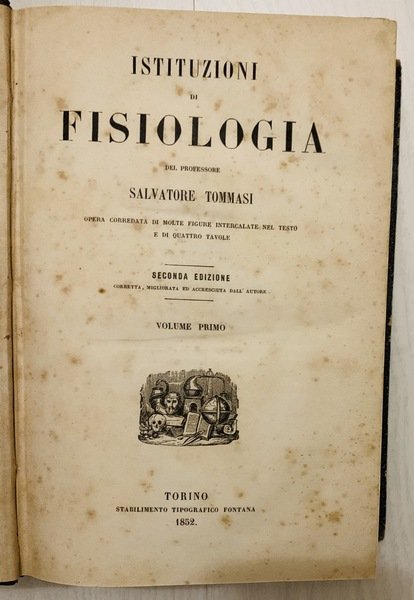 ISTITUZIONI
DI
FISIOLOGIA
DEL PROFESSORE
SALVATORE TOMMASI
OPERA CORREDATA DI MOLTE FIGURE INTERCALATE NEL TESTO
E DI QUATTRO TAVOLE
SECONDA EDIZIONE
CORRETTA, MIGLIORATA ED ACCRESCIUTA DALL'AUTORE
VOLUME PRIMO
TORINO
STABILIMENTO TIPOGRAFICO FONTANA
1852.